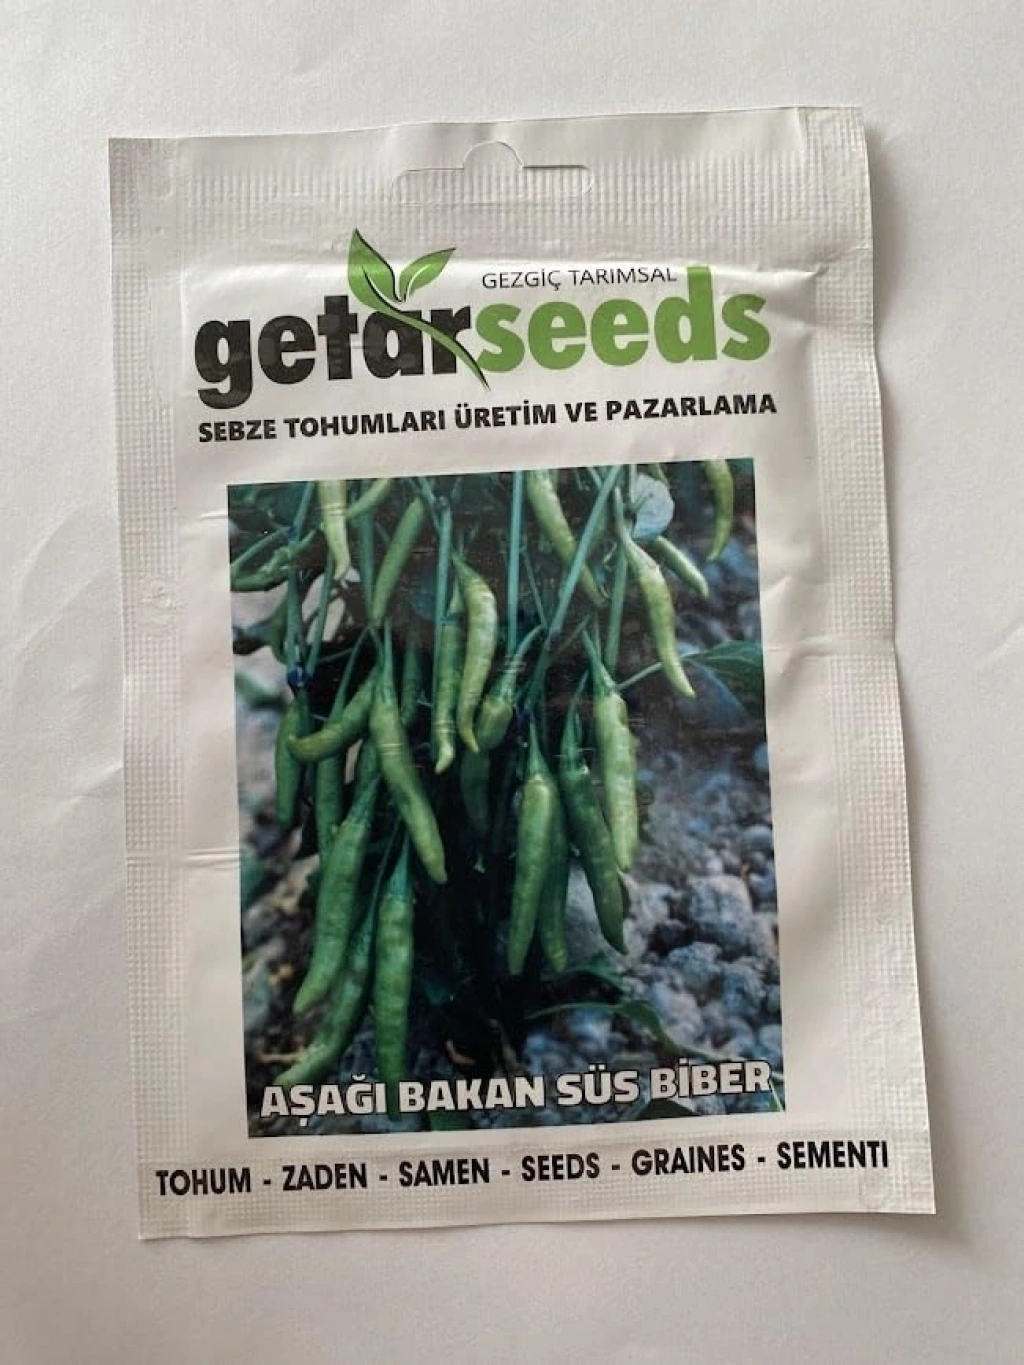 GEZGİÇ TARIMSAL
getarseeds
SEBZE TOHUMLARI ÜRETİM VE PAZARLAMA
AŞAĞI BAKAN SÜS BİBER
TOHUM - ZADEN - SAMEN - SEEDS - GRAINES - SEMENTI